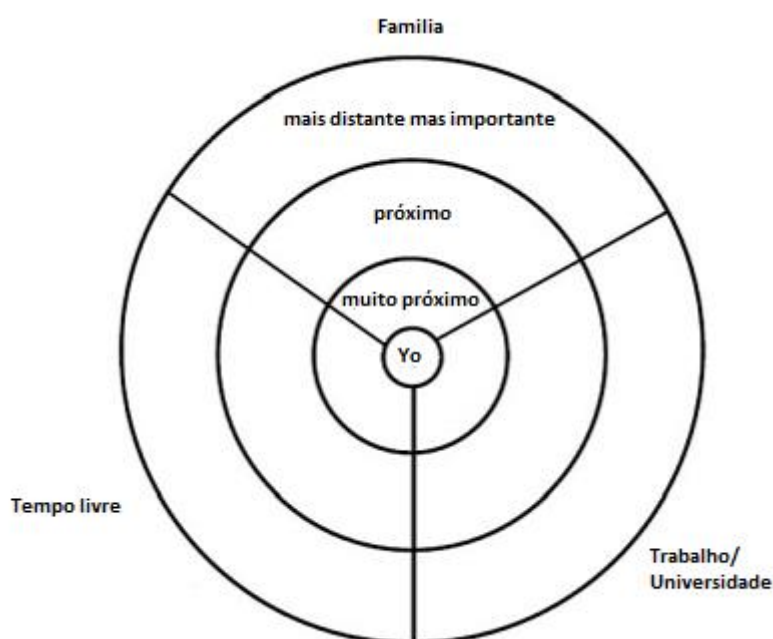 Familia
mais distante mas importante
próximo
muito próximo
Yo
Tempo livre
Trabalho/
Universidade